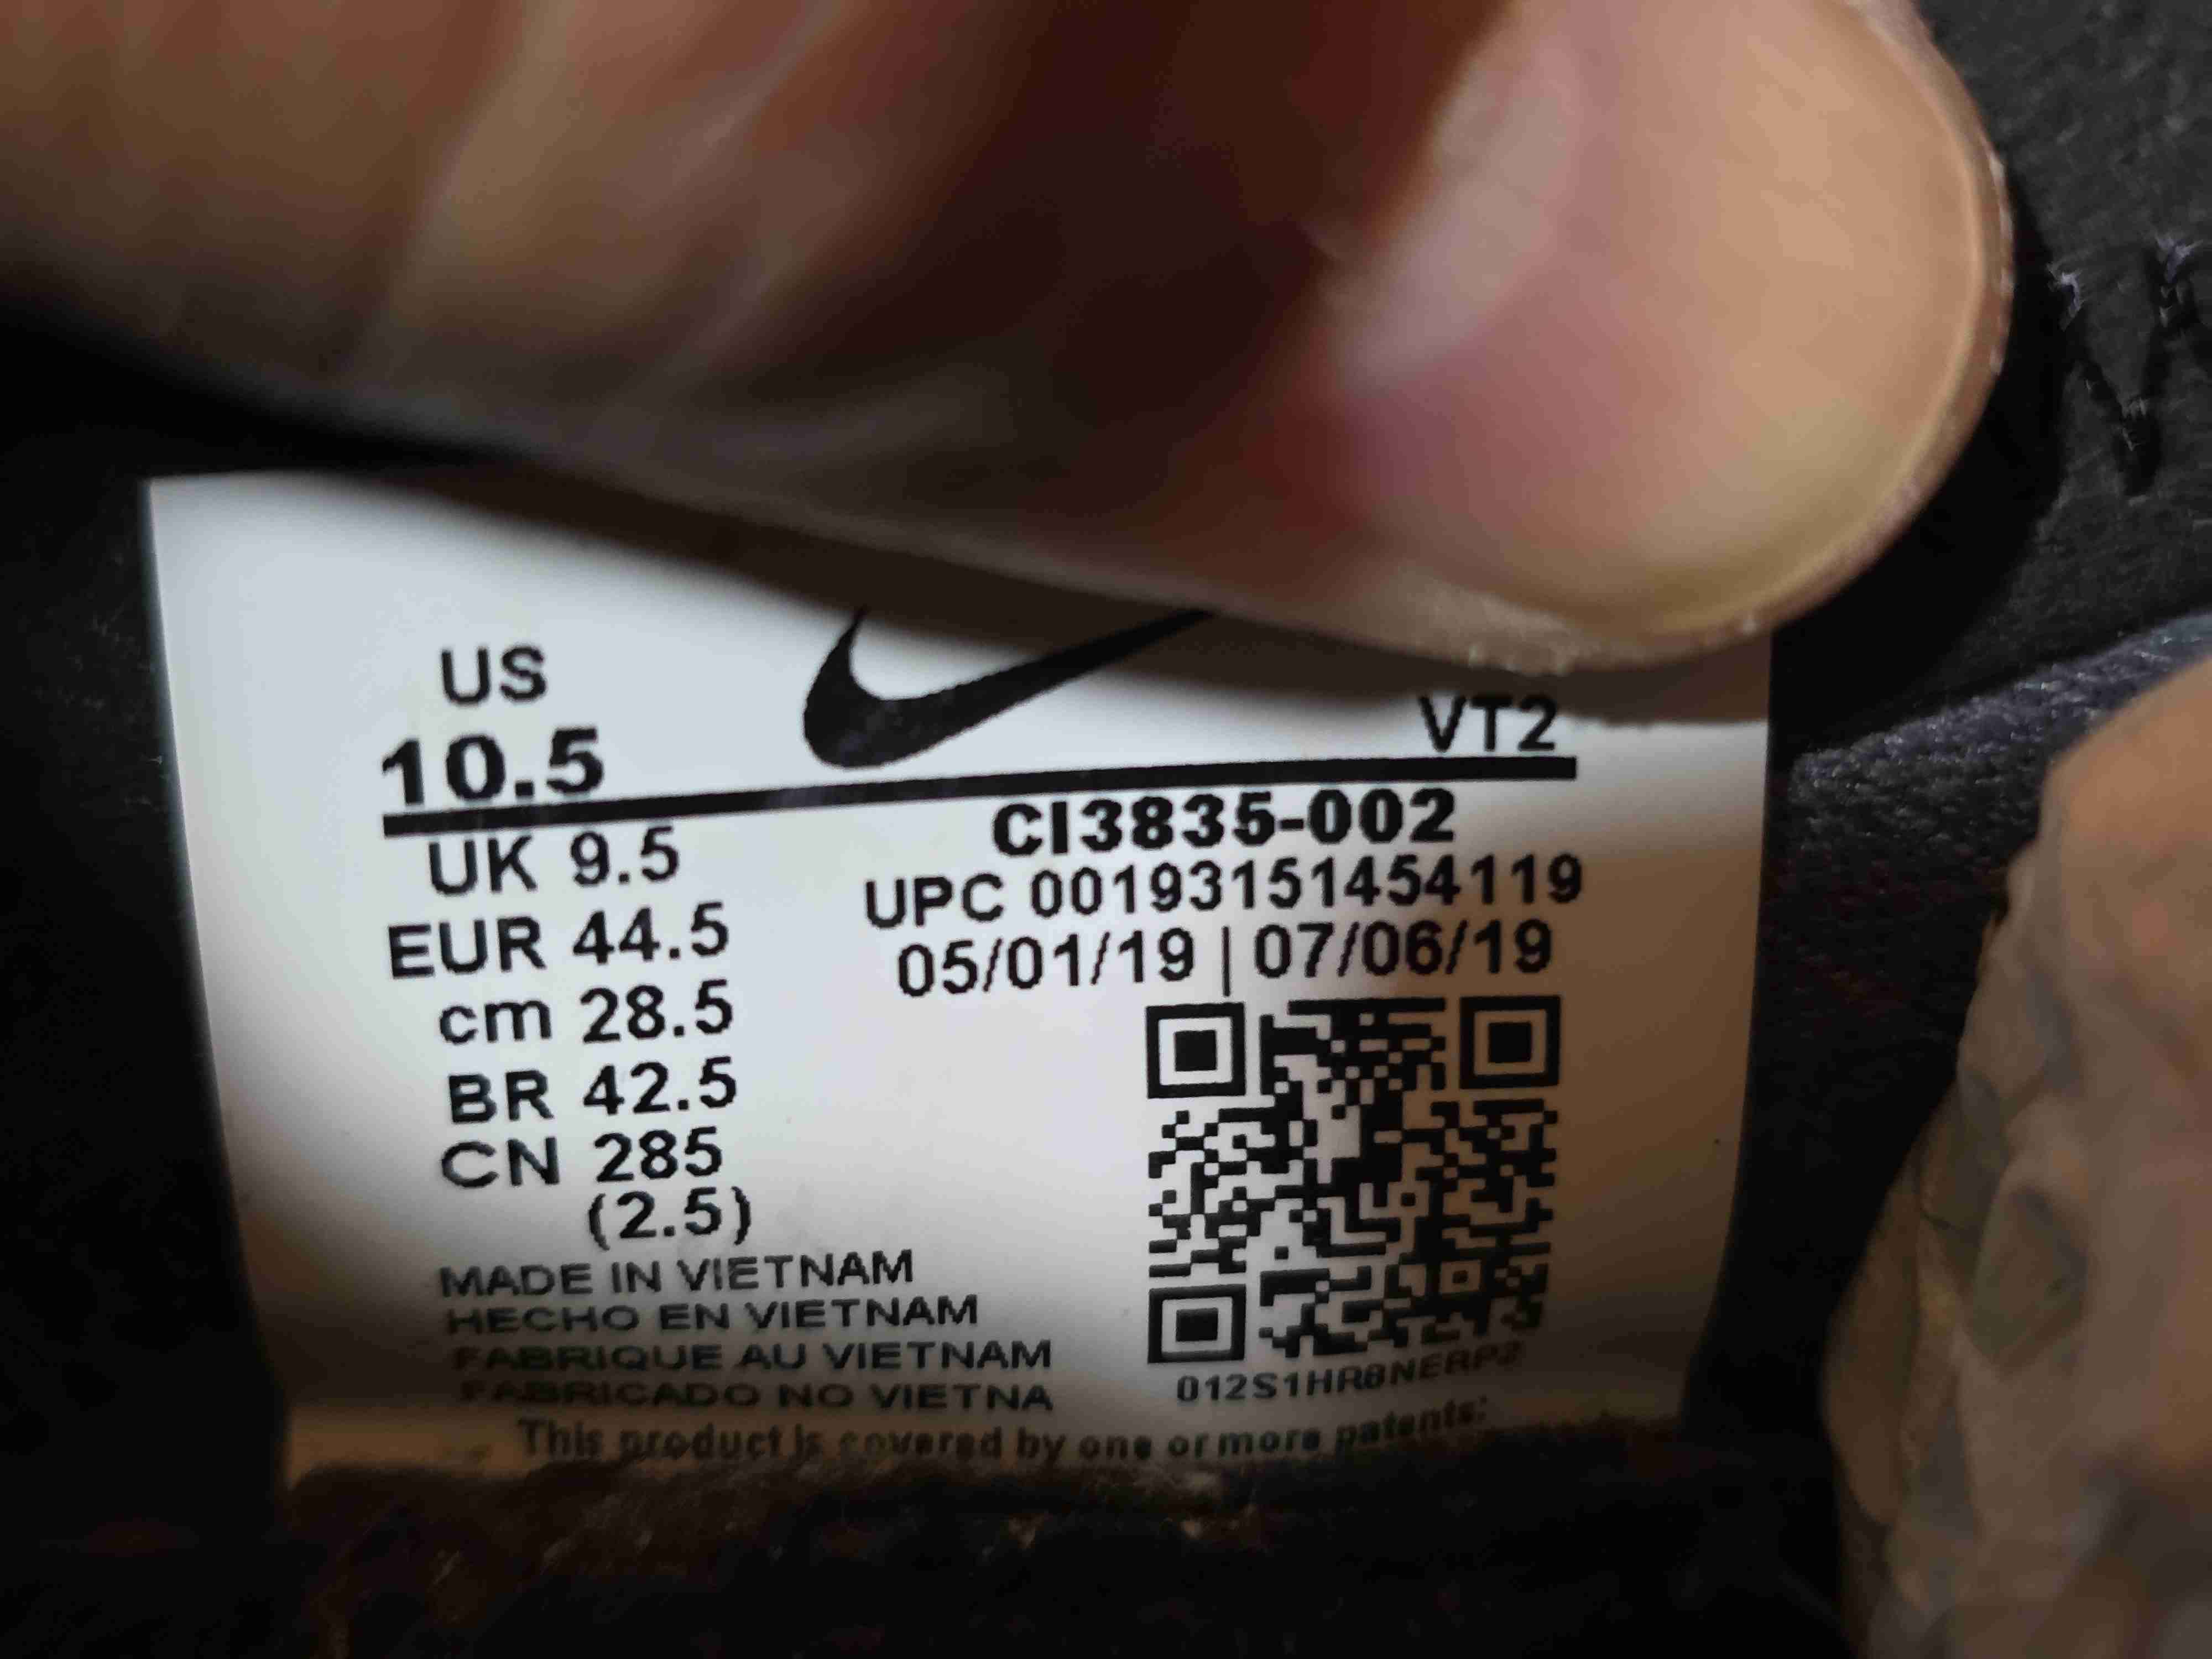 US
10.5
VT2
CI3835-002
UPC 00193151454119
05/01/19 | 07/06/19
UK 9.5
EUR 44.5
cm 28.5
BR 42.5
CN 285
(2.5)
MADE IN VIETNAM
HECHO EN VIETNAM
FABRIQUE AU VIETNAM
FABRICADO NO VIETNA
012S1HR8NERP2
This product is covered by one or more patents: